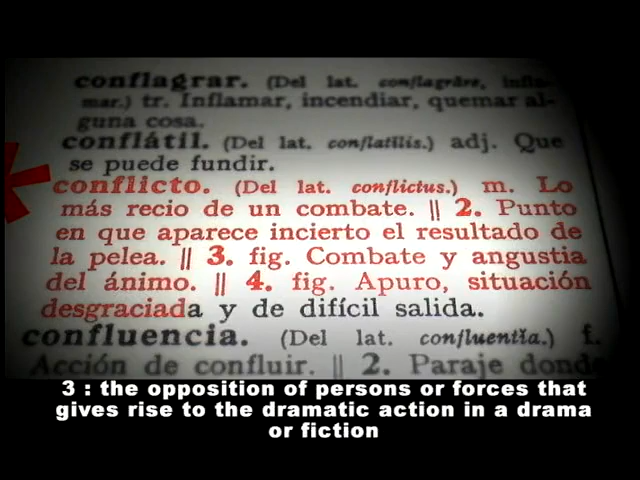 conflagrar. (Del lat. conflagrāre, infla-
mar.) tr. Inflamar, incendiar, quemar al-
guna cosa.
conflátil. (Del lat. conflatĭlis.) adj. Que
se puede fundir.
conflicto. (Del lat. conflictus.) m. Lo
más recio de un combate. || 2. Punto
en que aparece incierto el resultado de
la pelea. || 3. fig. Combate y angustia
del ánimo. || 4. fig. Apuro, situación
desgraciada y de difícil salida.
confluencia. (Del lat. confluentĭa.) f.
Acción de confluir. || 2. Paraje donde
3 : the opposition of persons or forces that
gives rise to the dramatic action in a drama
or fiction